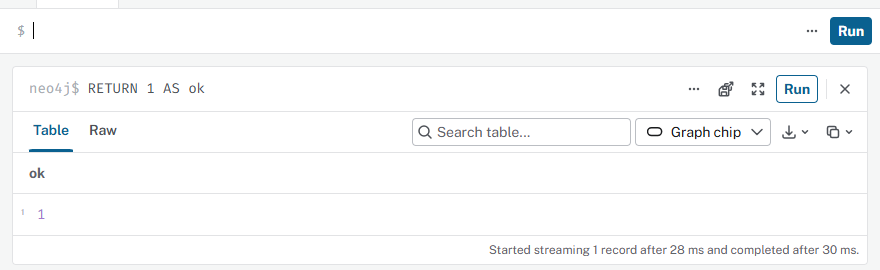 $
Run
neo4j$ RETURN 1 AS ok
Run
Table Raw
Search table...
Graph chip
ok
1 1
Started streaming 1 record after 28 ms and completed after 30 ms.